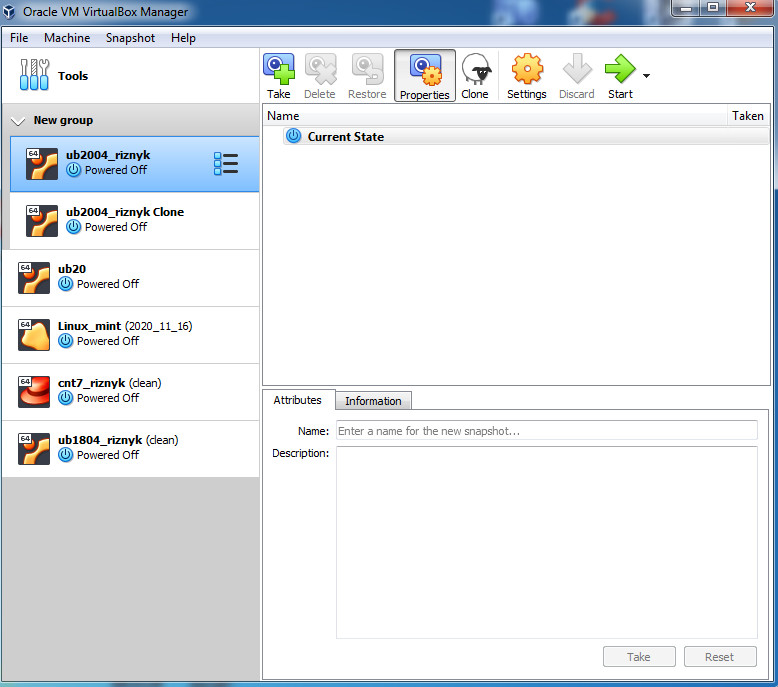 Oracle VM VirtualBox Manager
File Machine Snapshot Help
Tools
Take Delete Restore Properties Clone Settings Discard Start
New group
64 ub2004_riznyk
Powered Off
64 ub2004_riznyk Clone
Powered Off
64 ub20
Powered Off
64 Linux_mint (2020_11_16)
Powered Off
64 cnt7_riznyk (clean)
Powered Off
64 ub1804_riznyk (clean)
Powered Off
Name Taken
Current State
Attributes Information
Name: Enter a name for the new snapshot...
Description:
Take Reset